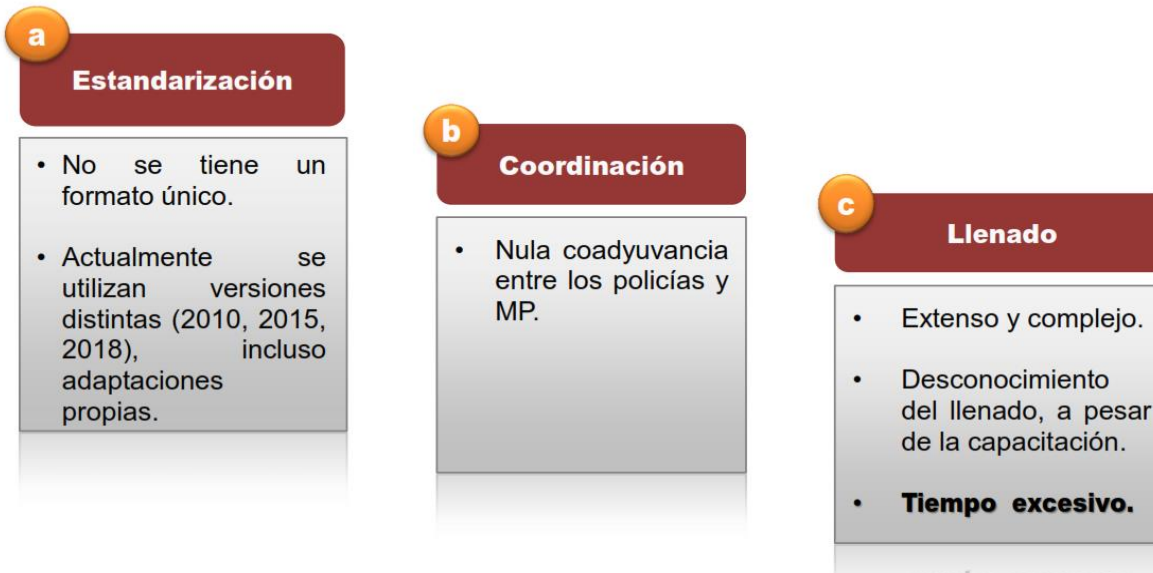 a
Estandarización
• No se tiene un
formato único.
• Actualmente se
utilizan versiones
distintas (2010, 2015,
2018), incluso
adaptaciones
propias.
b
Coordinación
• Nula coadyuvancia
entre los policías y
MP.
c
Llenado
• Extenso y complejo.
• Desconocimiento
del llenado, a pesar
de la capacitación.
• Tiempo excesivo.